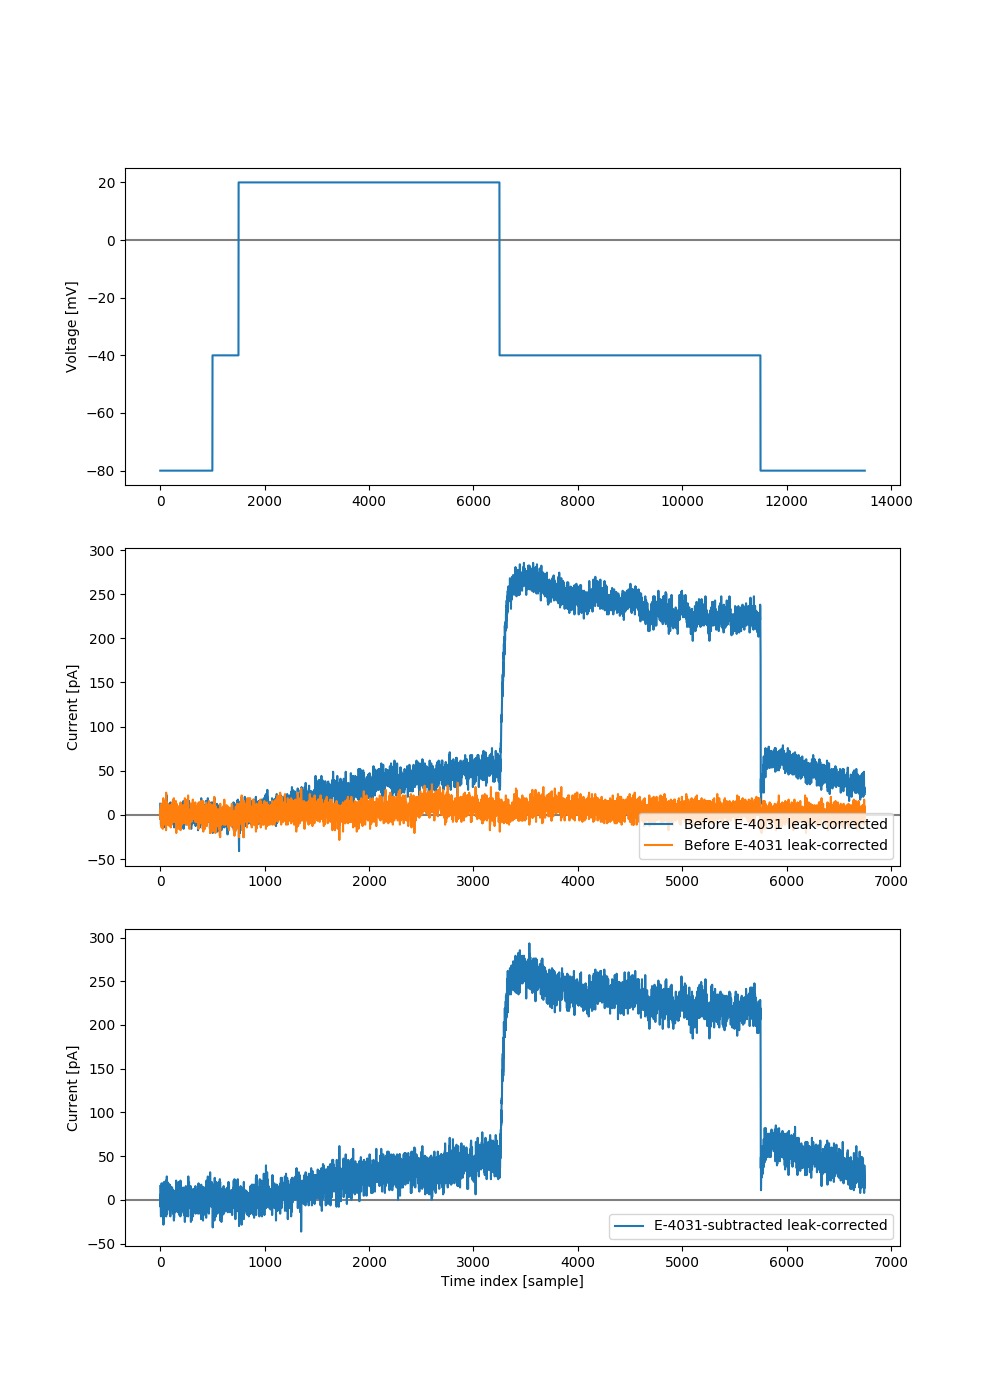 20
0
−20
−40
−60
−80
Voltage [mV]
0 2000 4000 6000 8000 10000 12000 14000
300
250
200
150
100
50
0
−50
Current [pA]
Before E-4031 leak-corrected
Before E-4031 leak-corrected
0 1000 2000 3000 4000 5000 6000 7000
300
250
200
150
100
50
0
−50
Current [pA]
E-4031-subtracted leak-corrected
0 1000 2000 3000 4000 5000 6000 7000
Time index [sample]